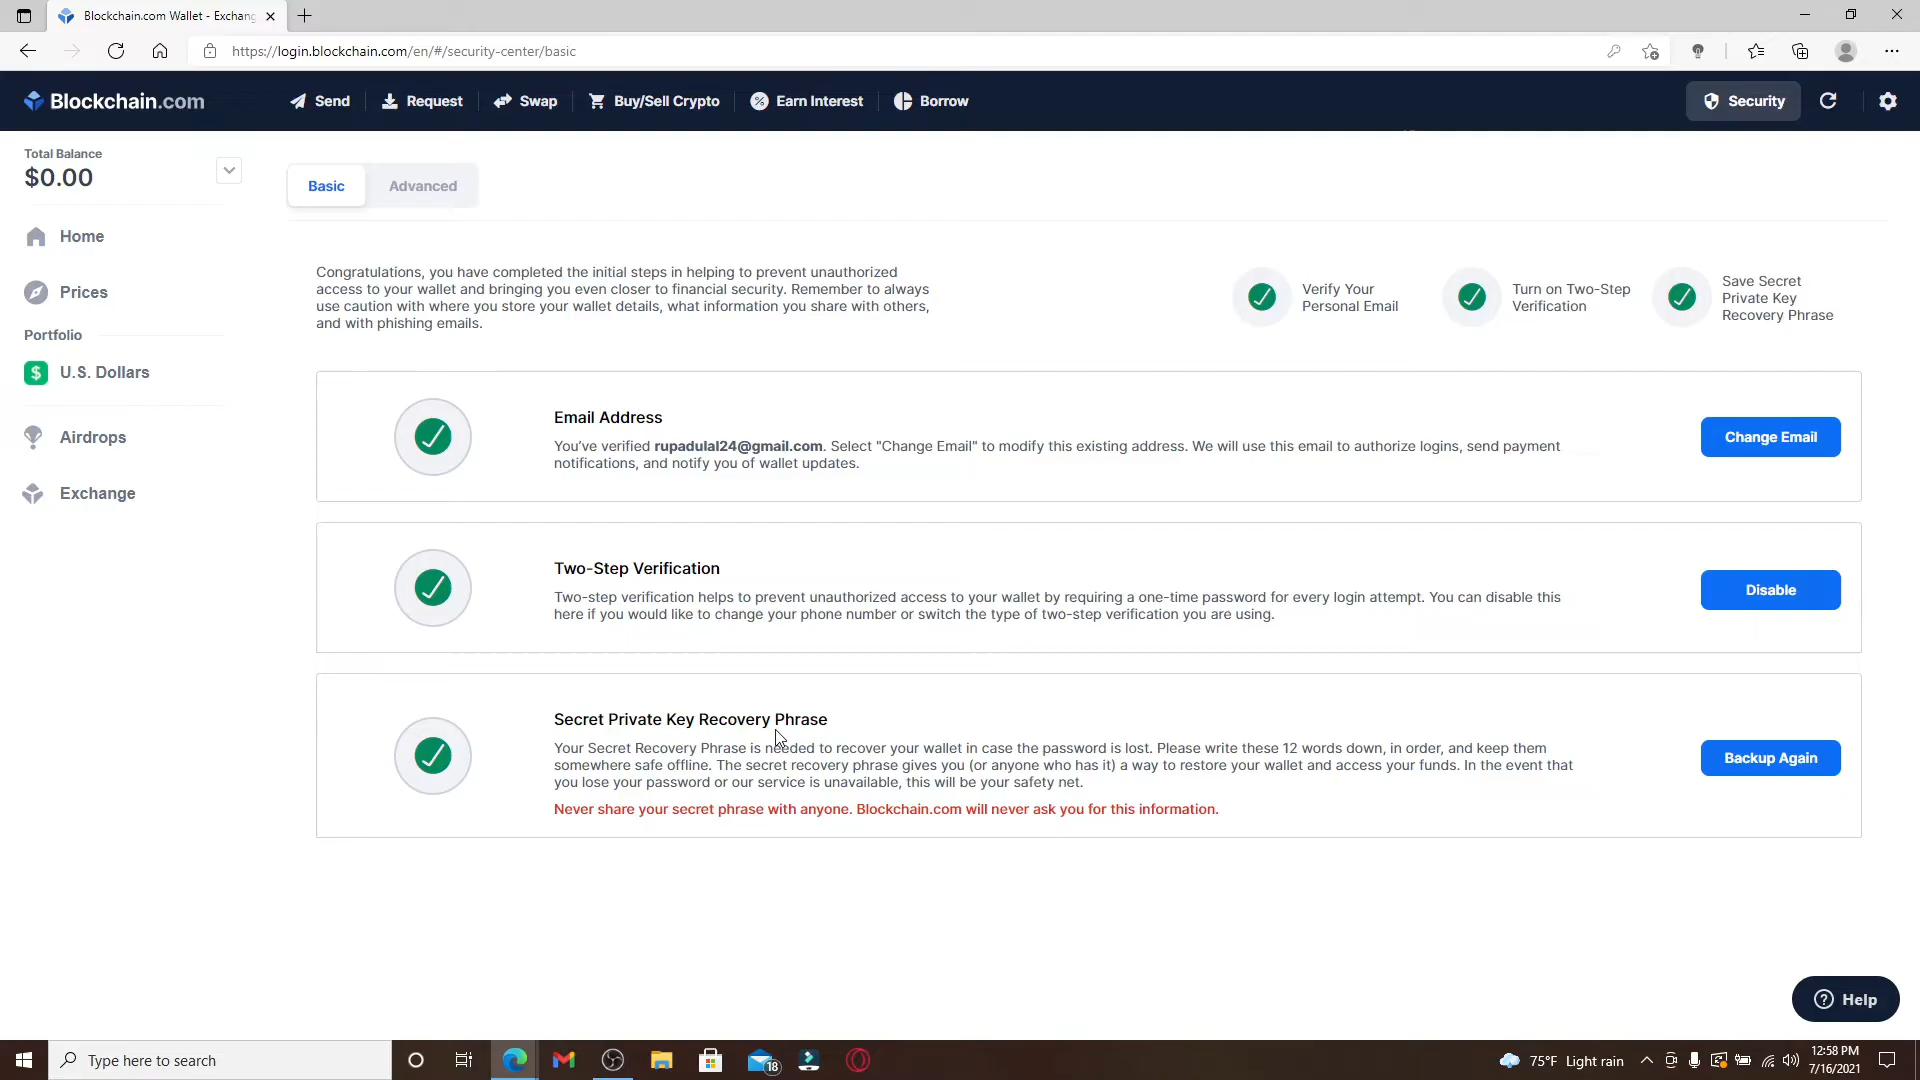 Blockchain.com Wallet - Exchang
https://login.blockchain.com/en/#/security-center/basic
Blockchain.com
Send
Request
Swap
Buy/Sell Crypto
Earn Interest
Borrow
Security
Total Balance
$0.00
Home
Prices
Portfolio
U.S. Dollars
Airdrops
Exchange
Basic
Advanced
Congratulations, you have completed the initial steps in helping to prevent unauthorized
access to your wallet and bringing you even closer to financial security. Remember to always
use caution with where you store your wallet details, what information you share with others,
and with phishing emails.
Verify Your
Personal Email
Turn on Two-Step
Verification
Save Secret
Private Key
Recovery Phrase
Email Address
You've verified rupadulal24@gmail.com. Select "Change Email" to modify this existing address. We will use this email to authorize logins, send payment
notifications, and notify you of wallet updates.
Change Email
Two-Step Verification
Two-step verification helps to prevent unauthorized access to your wallet by requiring a one-time password for every login attempt. You can disable this
here if you would like to change your phone number or switch the type of two-step verification you are using.
Disable
Secret Private Key Recovery Phrase
Your Secret Recovery Phrase is needed to recover your wallet in case the password is lost. Please write these 12 words down, in order, and keep them
somewhere safe offline. The secret recovery phrase gives you (or anyone who has it) a way to restore your wallet and access your funds. In the event that
you lose your password or our service is unavailable, this will be your safety net.
Never share your secret phrase with anyone. Blockchain.com will never ask you for this information.
Backup Again
Help
Type here to search
18
75°F Light rain
12:58 PM
7/16/2021